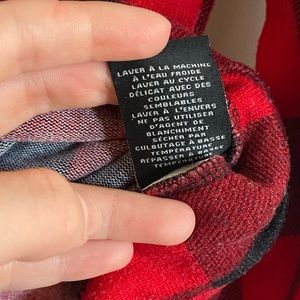 LAVER À LA MACHINE
À L'EAU FROIDE
LAVER AU CYCLE
DÉLICAT AVEC DES
COULEURS
SEMBLABLES
LAVER À L'ENVERS
NE PAS UTILISER
D'AGENT DE
BLANCHIMENT
SÉCHER PAR
CULBUTAGE À BASSE
TEMPÉRATURE
REPASSER À BASSE
TEMPÉRATURE